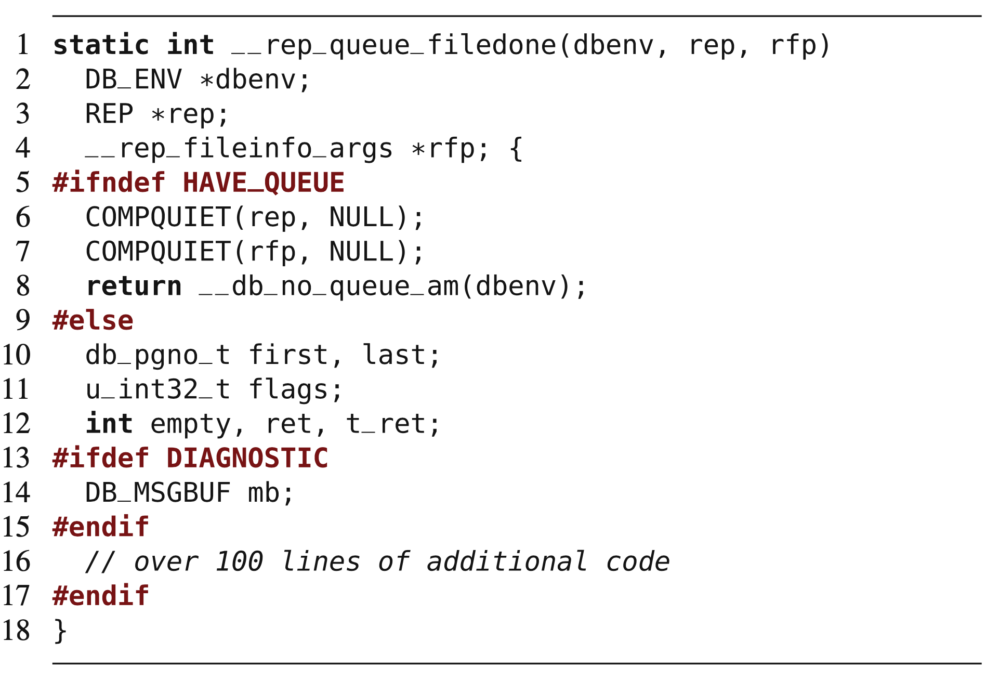 1 static int __rep_queue_filedone(dbenv, rep, rfp)
2   DB_ENV *dbenv;
3   REP *rep;
4   __rep_fileinfo_args *rfp; {
5 #ifndef HAVE_QUEUE
6   COMPQUIET(rep, NULL);
7   COMPQUIET(rfp, NULL);
8   return __db_no_queue_am(dbenv);
9 #else
10   db_pgno_t first, last;
11   u_int32_t flags;
12   int empty, ret, t_ret;
13 #ifdef DIAGNOSTIC
14   DB_MSGBUF mb;
15 #endif
16   // over 100 lines of additional code
17 #endif
18 }